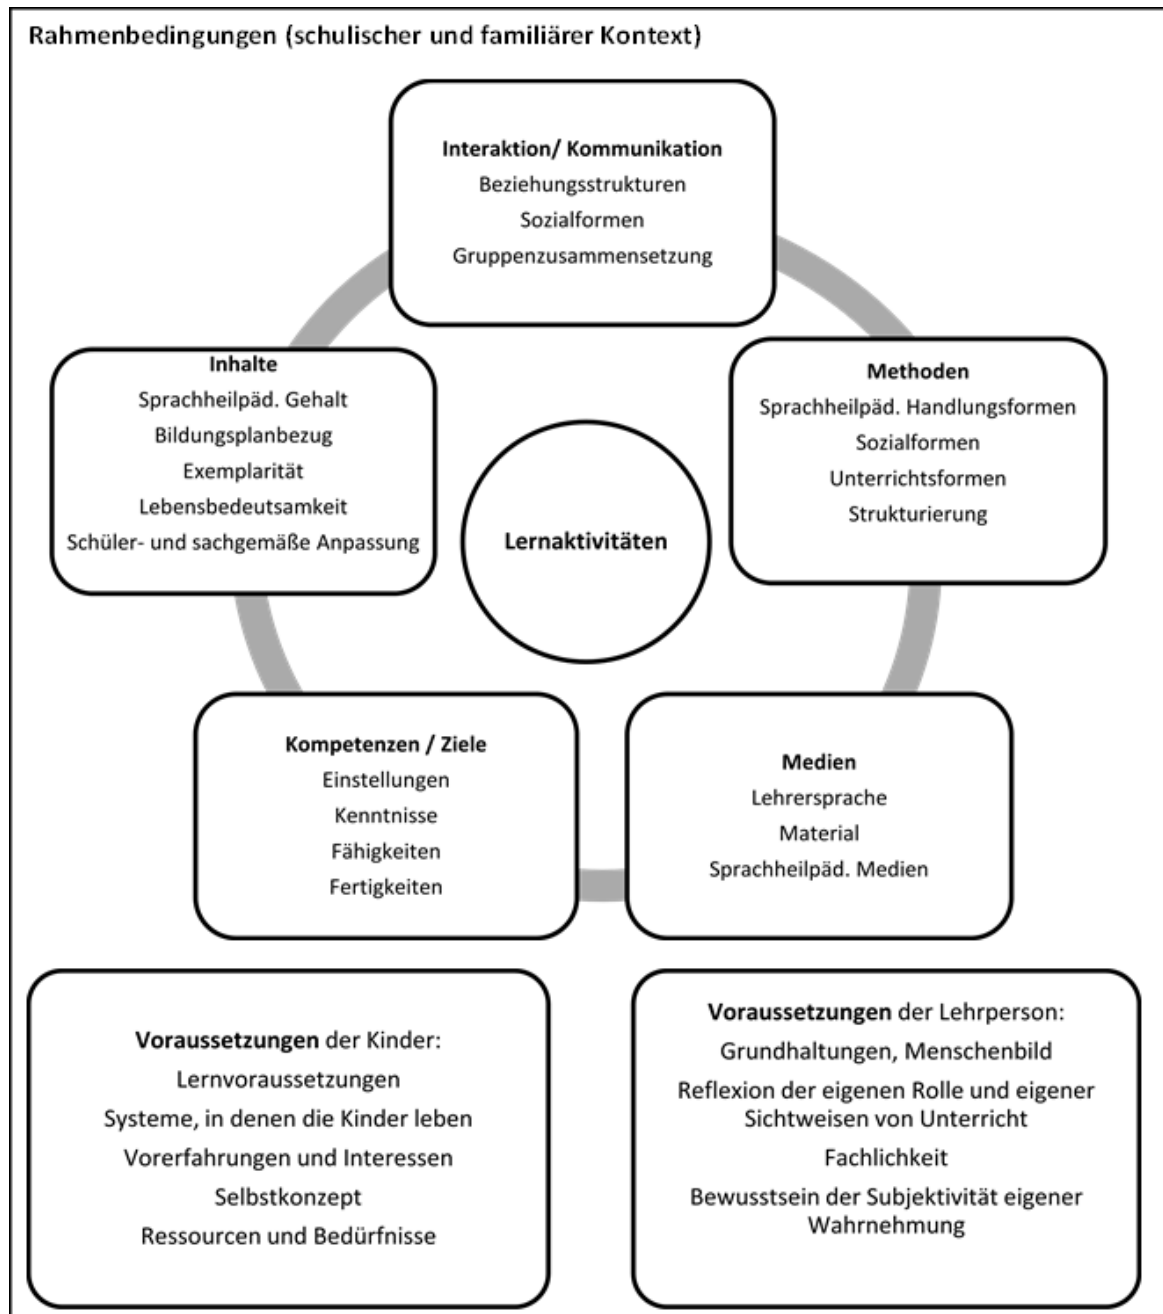 Rahmenbedingungen (schulischer und familiärer Kontext)
Interaktion/ Kommunikation
Beziehungsstrukturen
Sozialformen
Gruppenzusammensetzung
Inhalte
Sprachheilpäd. Gehalt
Bildungsplanbezug
Exemplarität
Lebensbedeutsamkeit
Schüler- und sachgemäße Anpassung
Methoden
Sprachheilpäd. Handlungsformen
Sozialformen
Unterrichtsformen
Strukturierung
Lernaktivitäten
Kompetenzen / Ziele
Einstellungen
Kenntnisse
Fähigkeiten
Fertigkeiten
Medien
Lehrersprache
Material
Sprachheilpäd. Medien
Voraussetzungen der Kinder:
Lernvoraussetzungen
Systeme, in denen die Kinder leben
Vorerfahrungen und Interessen
Selbstkonzept
Ressourcen und Bedürfnisse
Voraussetzungen der Lehrperson:
Grundhaltungen, Menschenbild
Reflexion der eigenen Rolle und eigener
Sichtweisen von Unterricht
Fachlichkeit
Bewusstsein der Subjektivität eigener
Wahrnehmung